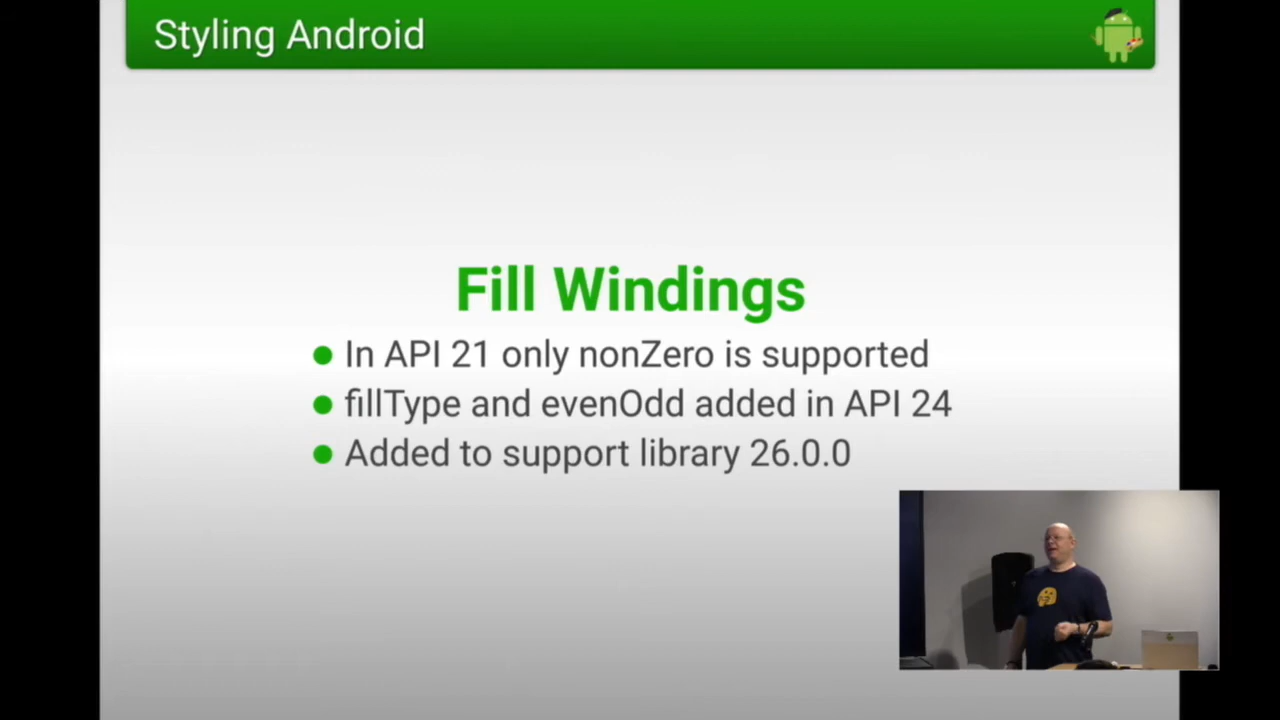 Styling Android
Fill Windings
In API 21 only nonZero is supported
fillType and evenOdd added in API 24
Added to support library 26.0.0